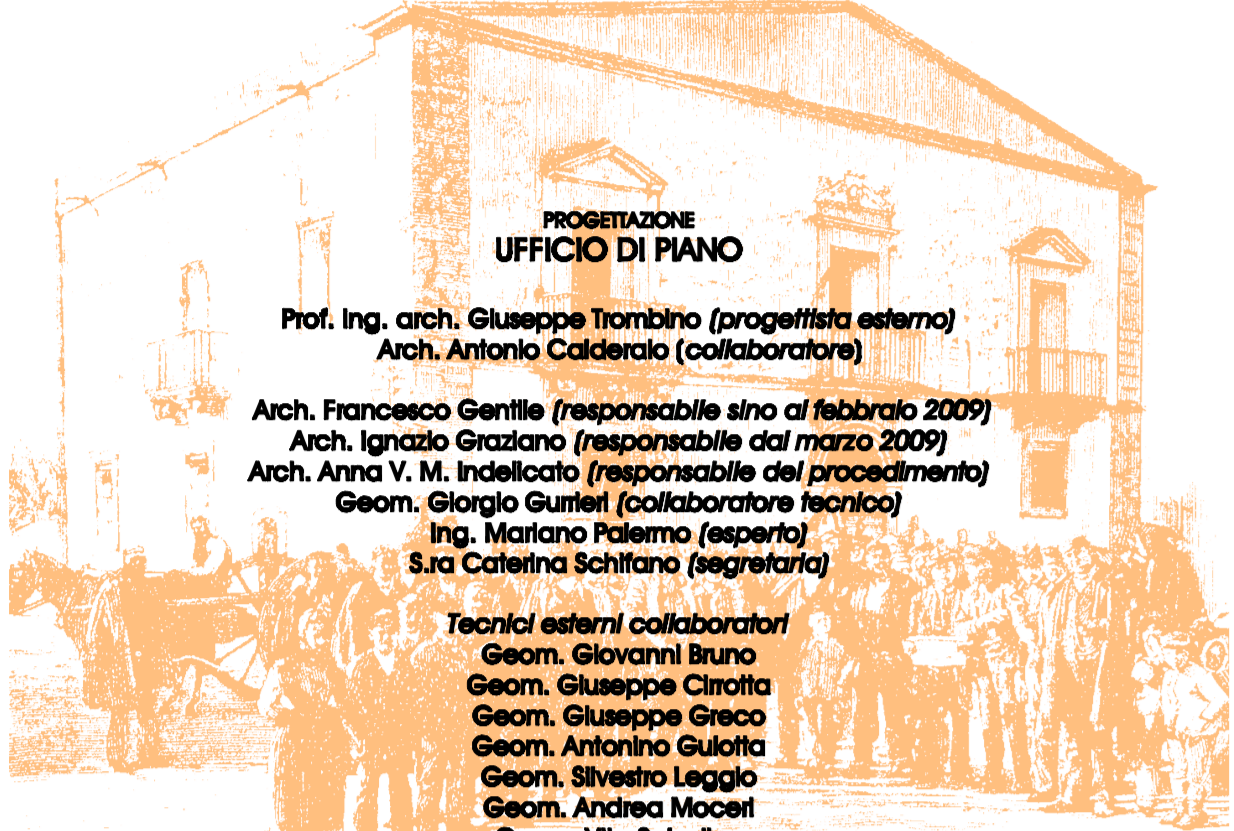 PROGETTAZIONE
UFFICIO DI PIANO
Prof. Ing. arch. Giuseppe Trombino (progettista esterno)
Arch. Antonio Calderaio (collaboratore)
Arch. Francesco Gentile (responsabile sino al febbraio 2009)
Arch. Ignazio Graziano (responsabile dal marzo 2009)
Arch. Anna V. M. Indelicato (responsabile del procedimento)
Geom. Giorgio Gurrieri (collaboratore tecnico)
Ing. Mariano Palermo (esperto)
S.ra Caterina Schifano (segretaria)
Tecnici esterni collaboratori
Geom. Giovanni Bruno
Geom. Giuseppe Cirrotta
Geom. Giuseppe Greco
Geom. Antonino Gulotta
Geom. Silvestro Leggio
Geom. Andrea Moceri